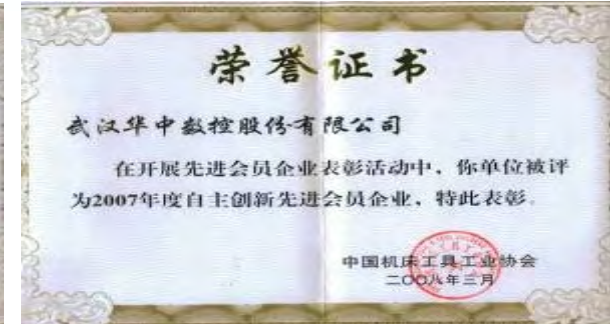 荣誉证书
武汉华中数控股份有限公司
在开展先进会员企业表彰活动中，你单位被评
为2007年度自主创新先进会员企业，特此表彰。
中国机床工具工业协会
二〇〇八年三月